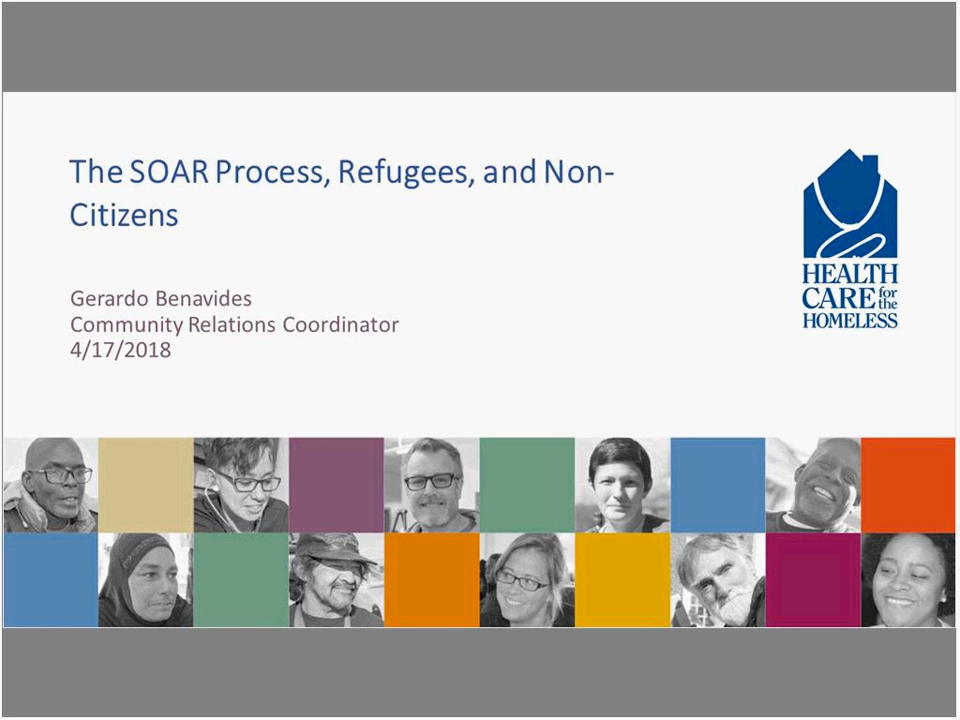 The SOAR Process, Refugees, and Non-
Citizens
Gerardo Benavides
Community Relations Coordinator
4/17/2018
HEALTH
CARE for the
HOMELESS